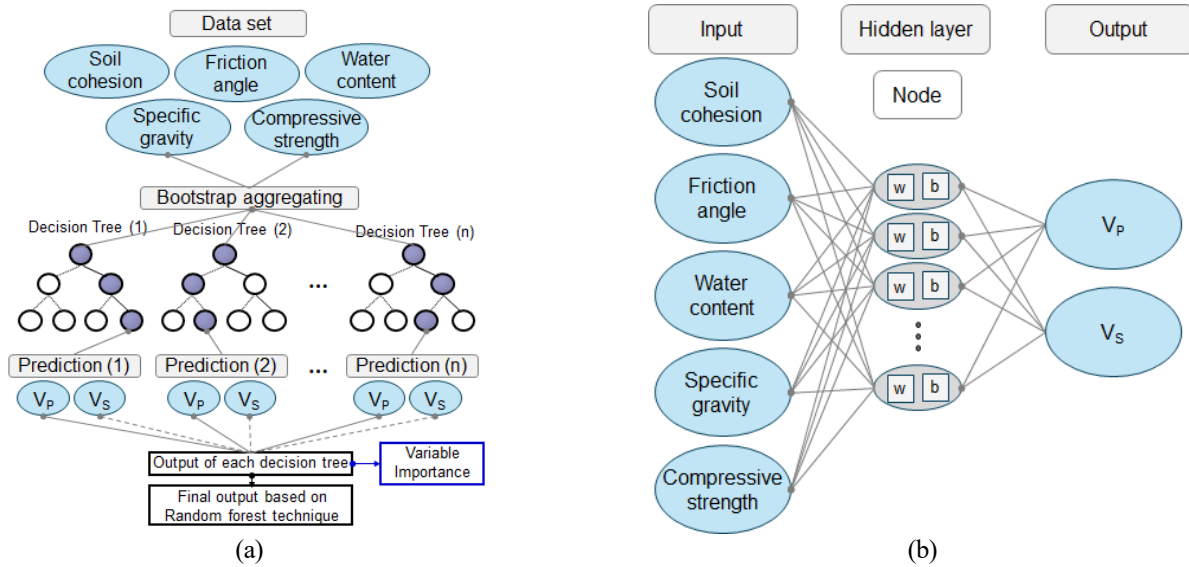 Data set
Soil
cohesion
Friction
angle
Water
content
Specific
gravity
Compressive
strength
Bootstrap aggregating
Decision Tree (1)
Decision Tree (2)
Decision Tree (n)
...
Prediction (1)
Prediction (2)
...
Prediction (n)
VP
VS
VP
VS
VP
VS
Output of each decision tree
Variable
Importance
Final output based on
Random forest technique
(a)
Input
Hidden layer
Output
Node
Soil
cohesion
Friction
angle
Water
content
Specific
gravity
Compressive
strength
w b
w b
w b
w b
VP
VS
(b)